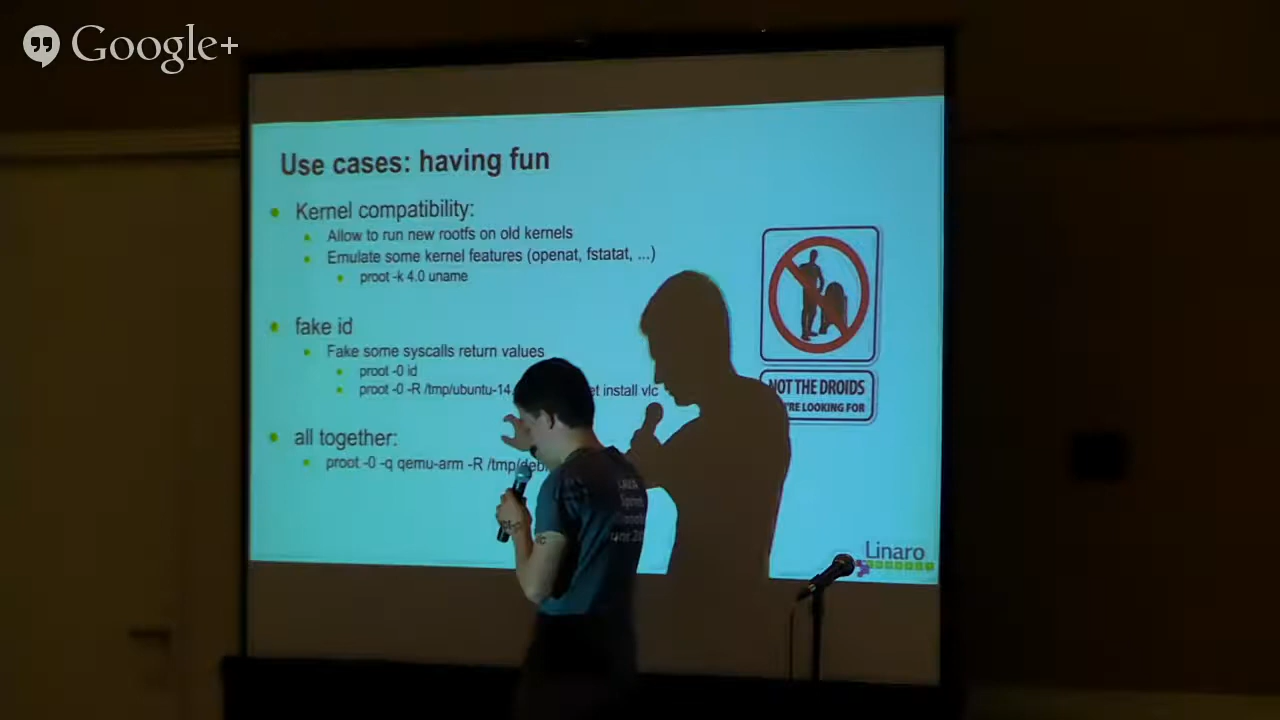 Google+
Use cases: having fun
Kernel compatibility:
Allow to run new rootfs on old kernels
Emulate some kernel features (openat, fstatat, ...)
proot -k 4.0 uname
fake id
Fake some syscalls return values
proot -0 id
proot -0 -R /tmp/ubuntu-14. install vlc
all together:
proot -0 -q qemu-arm -R
NOT THE DROIDS
LOOKING FOR
Linaro